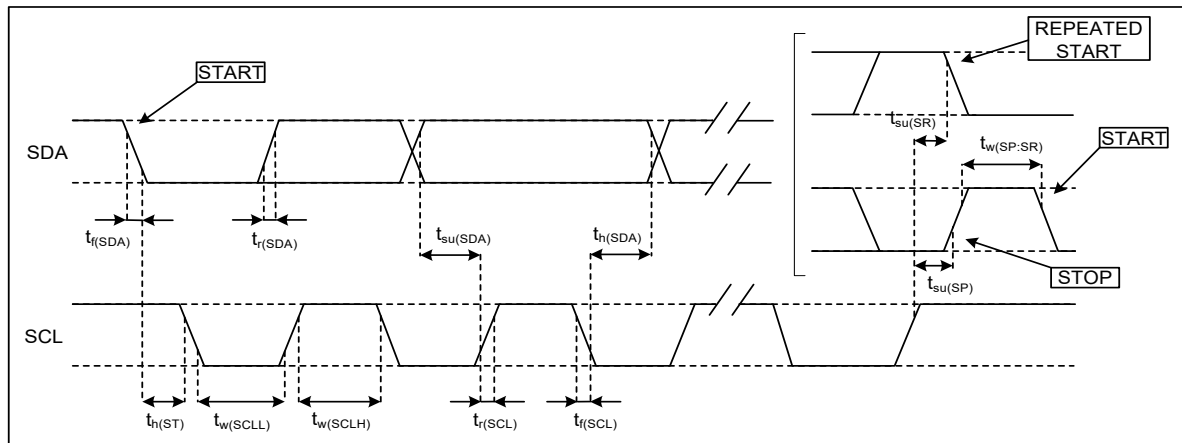 REPEATED
START
START
t_su(SR)
t_w(SP:SR)
START
SDA
t_f(SDA)
t_r(SDA)
t_su(SDA)
t_h(SDA)
STOP
t_su(SP)
SCL
t_h(ST)
t_w(SCLL)
t_w(SCLH)
t_r(SCL)
t_f(SCL)